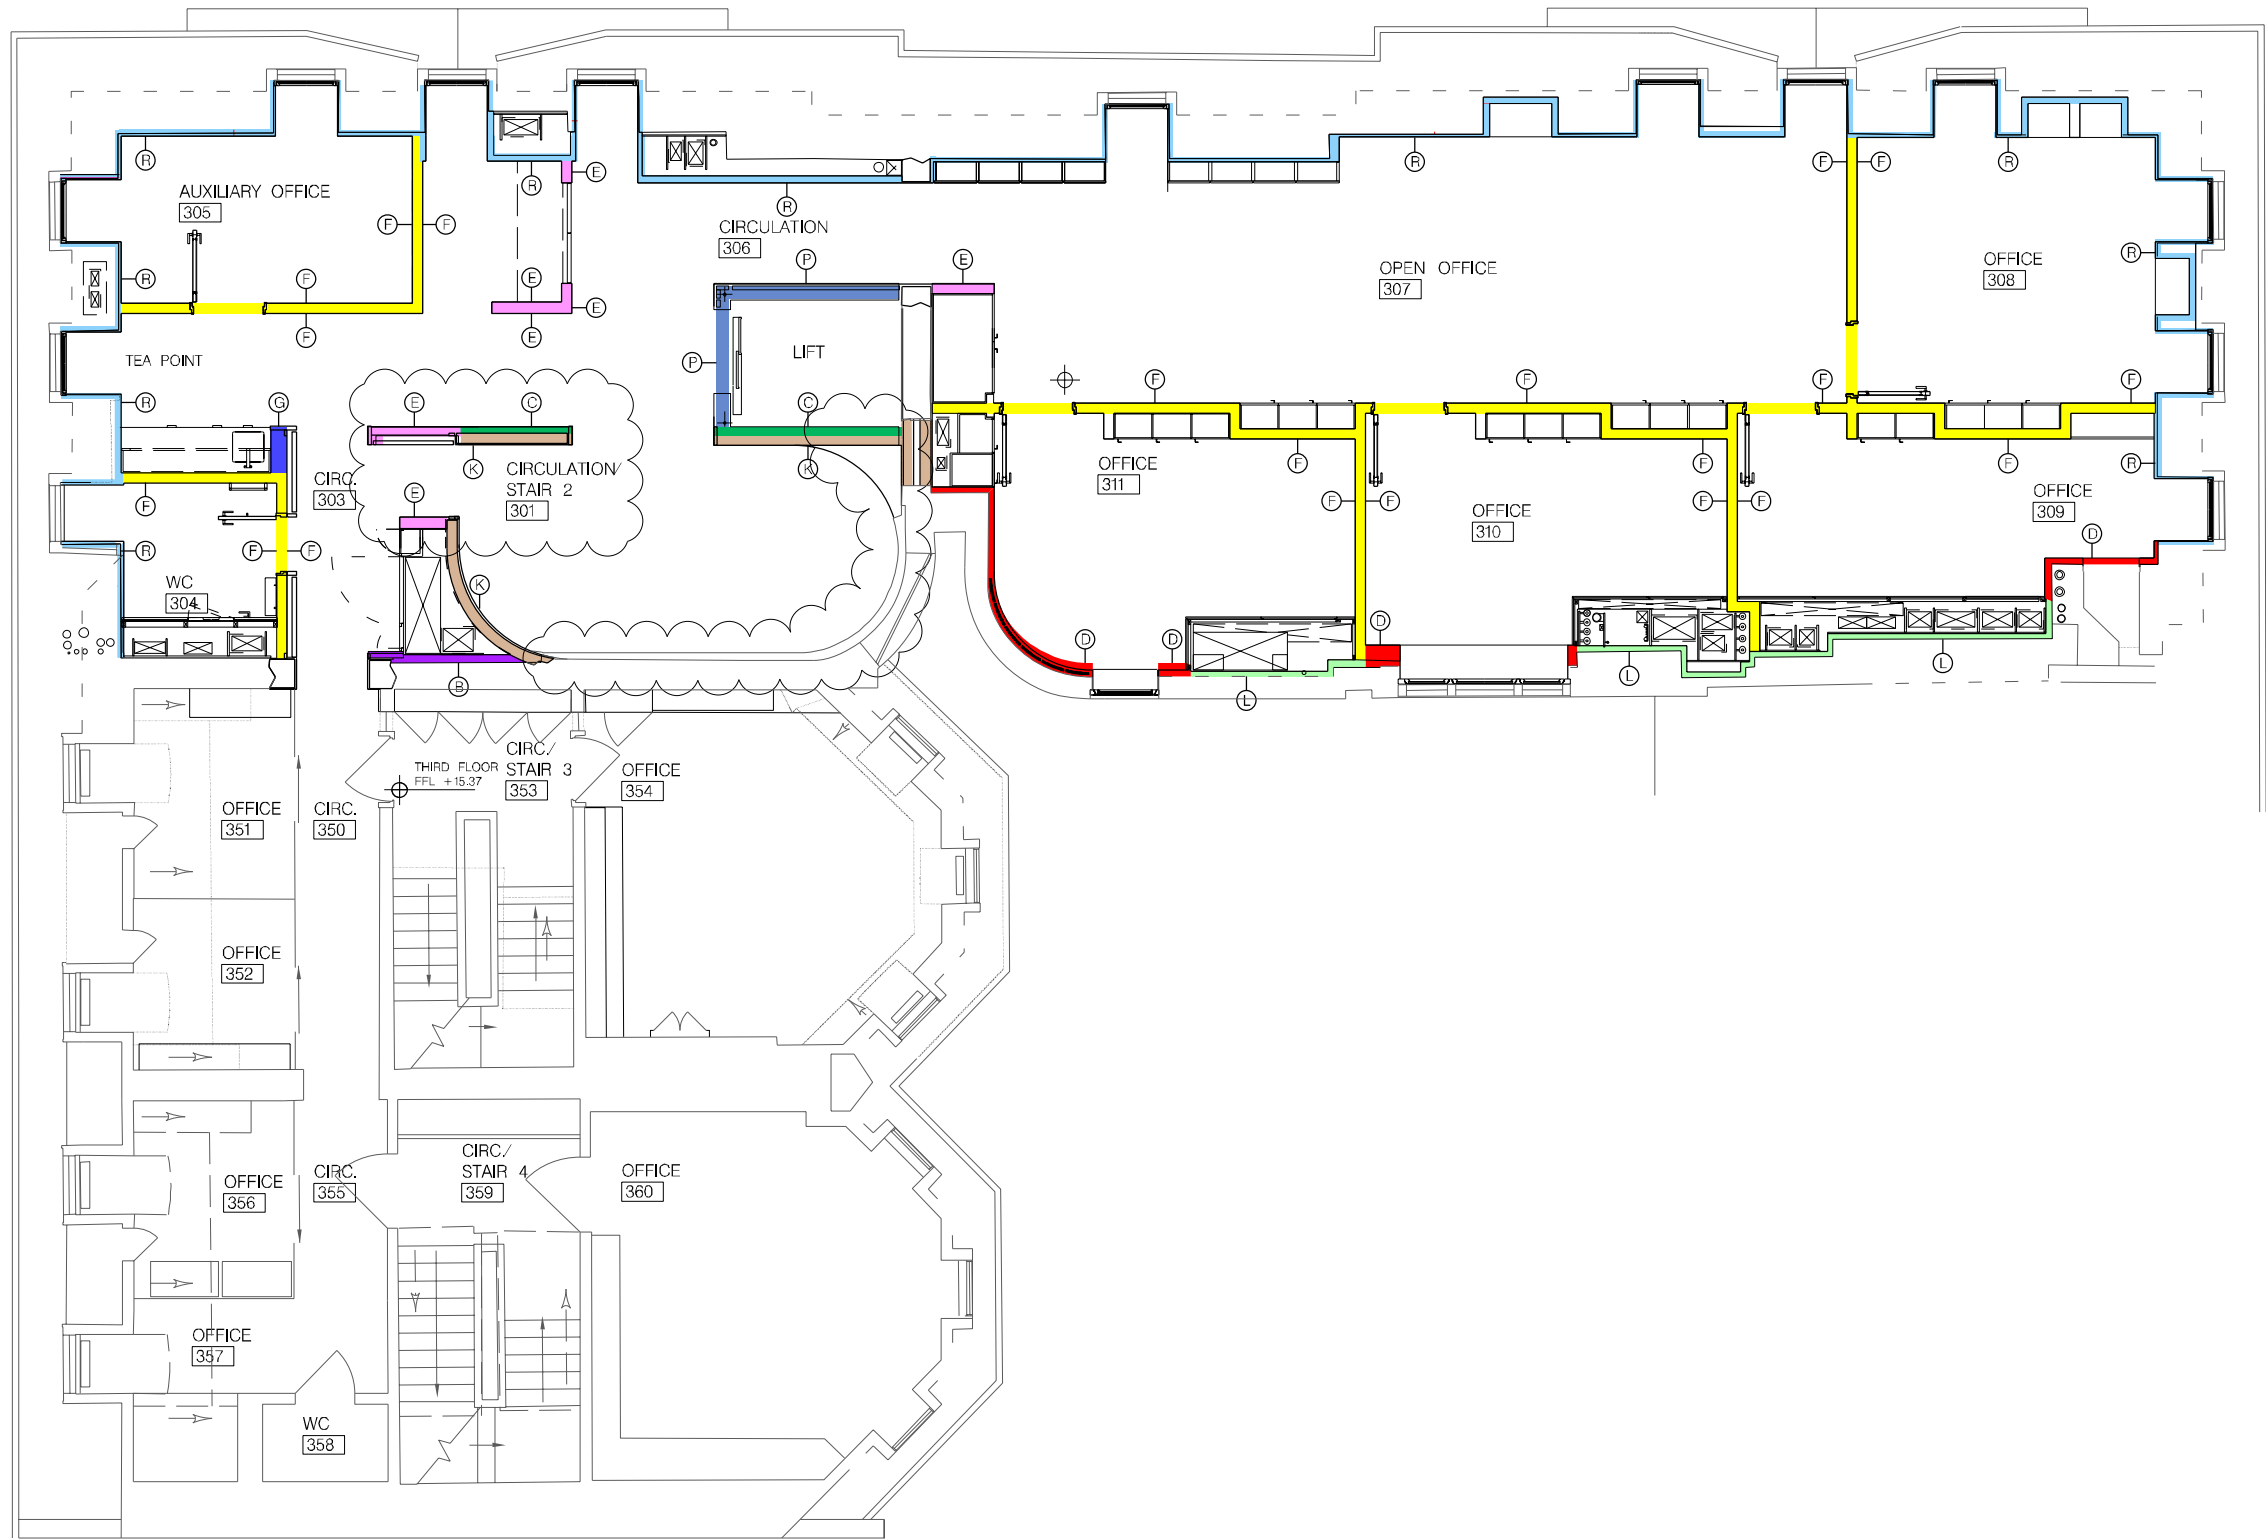 R
AUXILIARY OFFICE
305
F
F
R
E
R
E
E
E
R
CIRCULATION
306
P
E
P
LIFT
OPEN OFFICE
307
R
F
F
R
OFFICE
308
R
R
F
F
TEA POINT
R
G
E
C
C
F
F
F
F
K
K
CIRCULATION/
STAIR 2
301
CIRC.
303
F
R
F
F
E
WC
304
K
B
OFFICE
311
F
F
F
OFFICE
310
F
F
F
F
R
OFFICE
309
D
D
D
D
L
L
L
THIRD FLOOR
FFL +15.37
CIRC./
STAIR 3
353
OFFICE
354
OFFICE
351
CIRC.
350
OFFICE
352
OFFICE
356
CIRC.
355
CIRC./
STAIR 4
359
OFFICE
360
OFFICE
357
WC
358